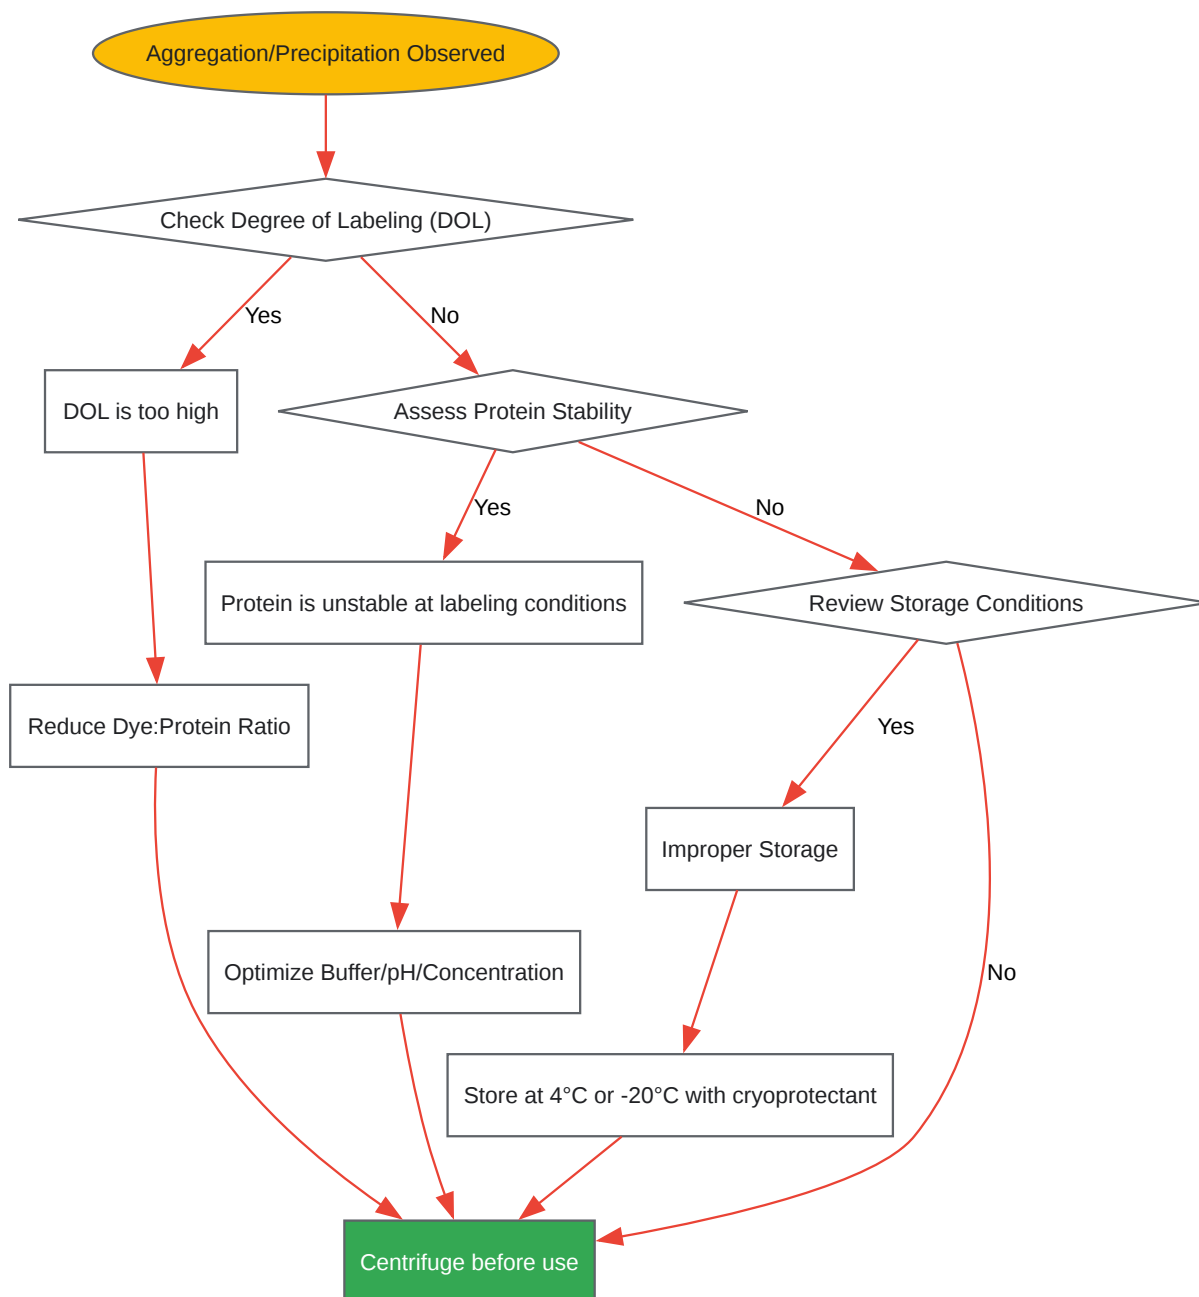 Aggregation/Precipitation Observed
Check Degree of Labeling (DOL)
Yes
No
DOL is too high
Assess Protein Stability
Yes
No
Protein is unstable at labeling conditions
Review Storage Conditions
Reduce Dye:Protein Ratio
Yes
Improper Storage
Optimize Buffer/pH/Concentration
No
Store at 4°C or -20°C with cryoprotectant
Centrifuge before use